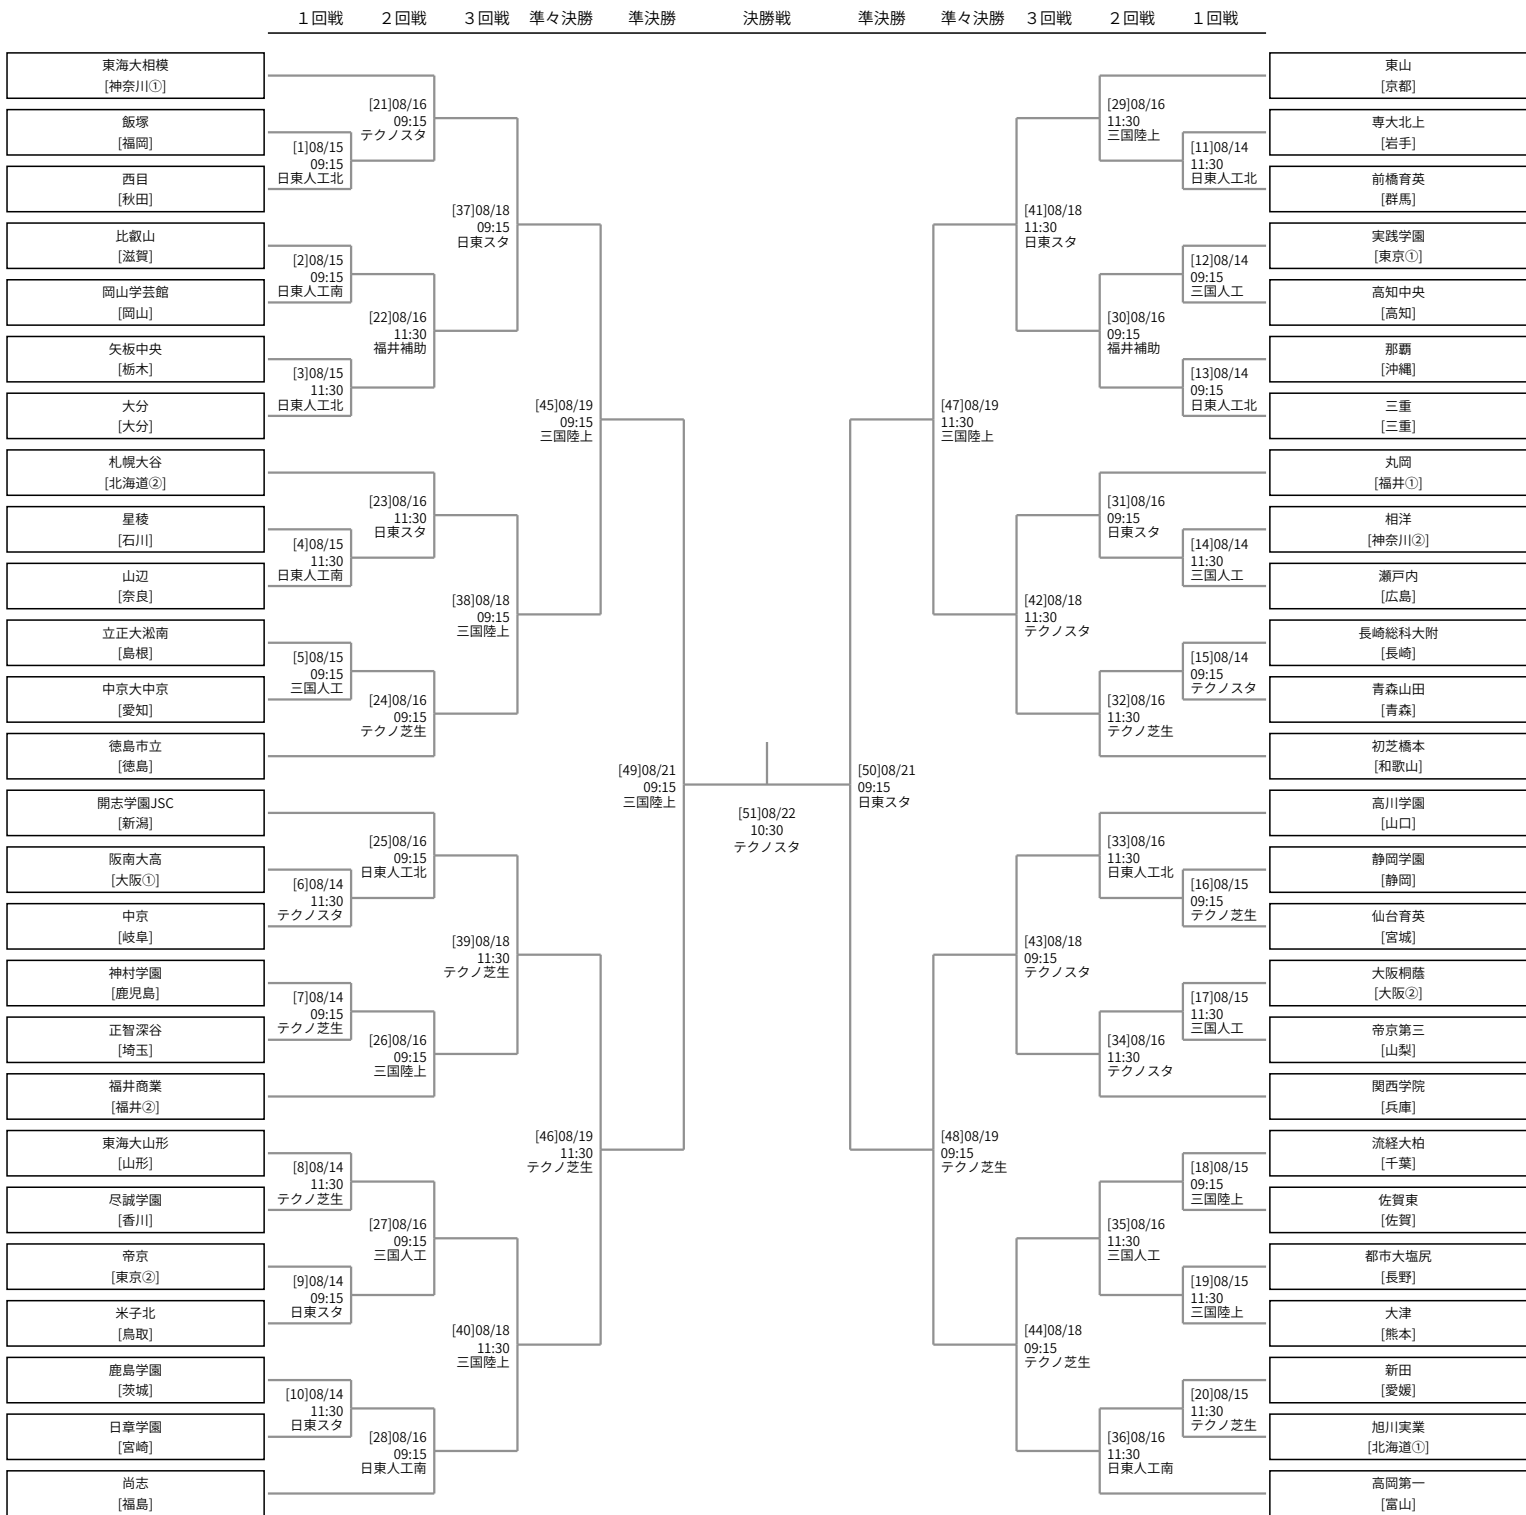 １回戦
２回戦
３回戦
準々決勝
準決勝
決勝戦
準決勝
準々決勝
３回戦
２回戦
１回戦
東海大相模
[神奈川①]
飯塚
[福岡]
西目
[秋田]
比叡山
[滋賀]
岡山学芸館
[岡山]
矢板中央
[栃木]
大分
[大分]
札幌大谷
[北海道②]
星稜
[石川]
山辺
[奈良]
立正大淞南
[島根]
中京大中京
[愛知]
徳島市立
[徳島]
開志学園JSC
[新潟]
阪南大高
[大阪①]
中京
[岐阜]
神村学園
[鹿児島]
正智深谷
[埼玉]
福井商業
[福井②]
東海大山形
[山形]
尽誠学園
[香川]
帝京
[東京②]
米子北
[鳥取]
鹿島学園
[茨城]
日章学園
[宮崎]
尚志
[福島]
[1]08/15
09:15
日東人工北
[2]08/15
09:15
日東人工南
[3]08/15
11:30
日東人工北
[4]08/15
11:30
日東人工南
[5]08/15
09:15
三国人工
[6]08/14
11:30
テクノスタ
[7]08/14
09:15
テクノ芝生
[8]08/14
11:30
テクノ芝生
[9]08/14
09:15
日東スタ
[10]08/14
11:30
日東スタ
[21]08/16
09:15
テクノスタ
[22]08/16
11:30
福井補助
[23]08/16
11:30
日東スタ
[24]08/16
09:15
テクノ芝生
[25]08/16
09:15
日東人工北
[26]08/16
09:15
三国陸上
[27]08/16
09:15
三国人工
[28]08/16
09:15
日東人工南
[37]08/18
09:15
日東スタ
[38]08/18
09:15
三国陸上
[39]08/18
11:30
テクノ芝生
[40]08/18
11:30
三国陸上
[45]08/19
09:15
三国陸上
[46]08/19
11:30
テクノ芝生
[49]08/21
09:15
三国陸上
[51]08/22
10:30
テクノスタ
[50]08/21
09:15
日東スタ
[47]08/19
11:30
三国陸上
[48]08/19
09:15
テクノ芝生
[41]08/18
11:30
日東スタ
[42]08/18
11:30
テクノスタ
[43]08/18
09:15
テクノスタ
[44]08/18
09:15
テクノ芝生
[29]08/16
11:30
三国陸上
[30]08/16
09:15
福井補助
[31]08/16
09:15
日東スタ
[32]08/16
11:30
テクノ芝生
[33]08/16
11:30
日東人工北
[34]08/16
11:30
テクノスタ
[35]08/16
11:30
三国人工
[36]08/16
11:30
日東人工南
[11]08/14
11:30
日東人工北
[12]08/14
09:15
三国人工
[13]08/14
09:15
日東人工北
[14]08/14
11:30
三国人工
[15]08/14
09:15
テクノスタ
[16]08/15
09:15
テクノ芝生
[17]08/15
11:30
三国人工
[18]08/15
09:15
三国陸上
[19]08/15
11:30
三国陸上
[20]08/15
11:30
テクノ芝生
東山
[京都]
専大北上
[岩手]
前橋育英
[群馬]
実践学園
[東京①]
高知中央
[高知]
那覇
[沖縄]
三重
[三重]
丸岡
[福井①]
相洋
[神奈川②]
瀬戸内
[広島]
長崎総科大附
[長崎]
青森山田
[青森]
初芝橋本
[和歌山]
高川学園
[山口]
静岡学園
[静岡]
仙台育英
[宮城]
大阪桐蔭
[大阪②]
帝京第三
[山梨]
関西学院
[兵庫]
流経大柏
[千葉]
佐賀東
[佐賀]
都市大塩尻
[長野]
大津
[熊本]
新田
[愛媛]
旭川実業
[北海道①]
高岡第一
[富山]